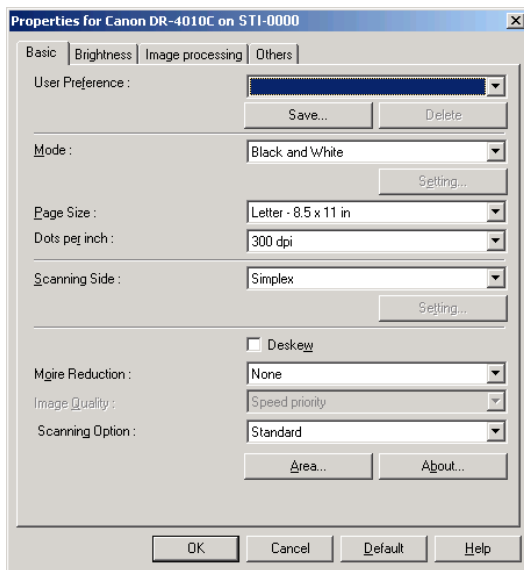 Properties for Canon DR-4010C on STI-0000
Basic Brightness Image processing Others
User Preference :
Save... Delete
Mode : Black and White
Setting...
Page Size : Letter - 8.5 x 11 in
Dots per inch : 300 dpi
Scanning Side : Simplex
Setting...
Deskew
Moire Reduction : None
Image Quality : Speed priority
Scanning Option : Standard
Area... About...
OK Cancel Default Help